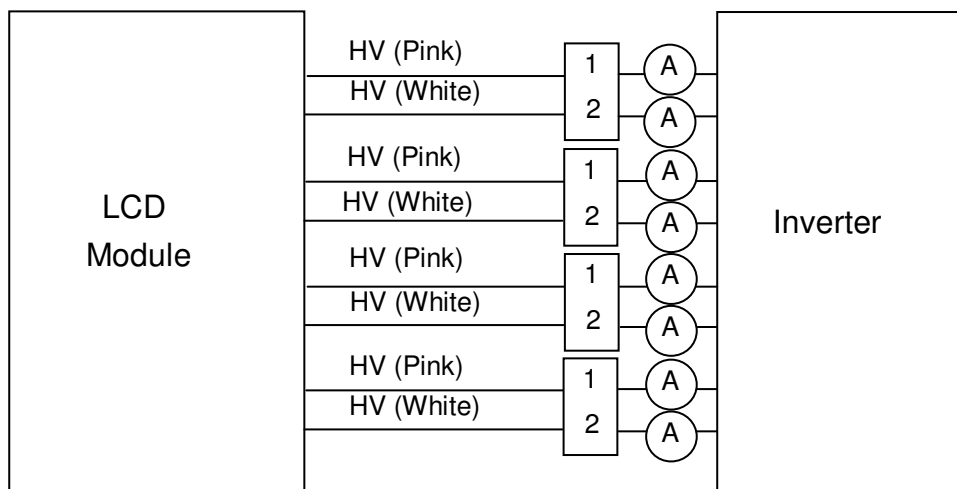 LCD
Module
HV (Pink)
HV (White)
1
2
A
A
HV (Pink)
HV (White)
1
2
A
A
HV (Pink)
HV (White)
1
2
A
A
HV (Pink)
HV (White)
1
2
A
A
Inverter